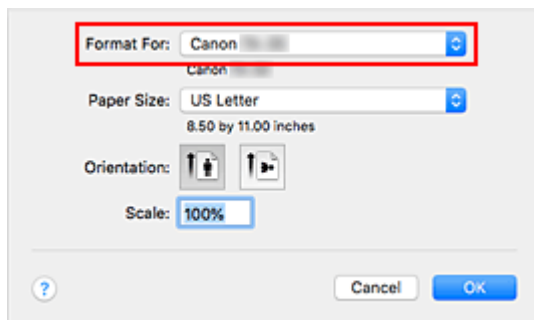 Format For: Canon
Canon
Paper Size: US Letter
8.50 by 11.00 inches
Orientation:
Scale: 100%
? Cancel OK